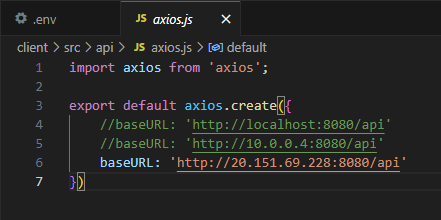 .env
JS axios.js
client > src > api > JS axios.js > default
1 import axios from 'axios';
2
3 export default axios.create({
4 //baseURL: 'http://localhost:8080/api'
5 //baseURL: 'http://10.0.0.4:8080/api'
6 baseURL: 'http://20.151.69.228:8080/api'
7 })